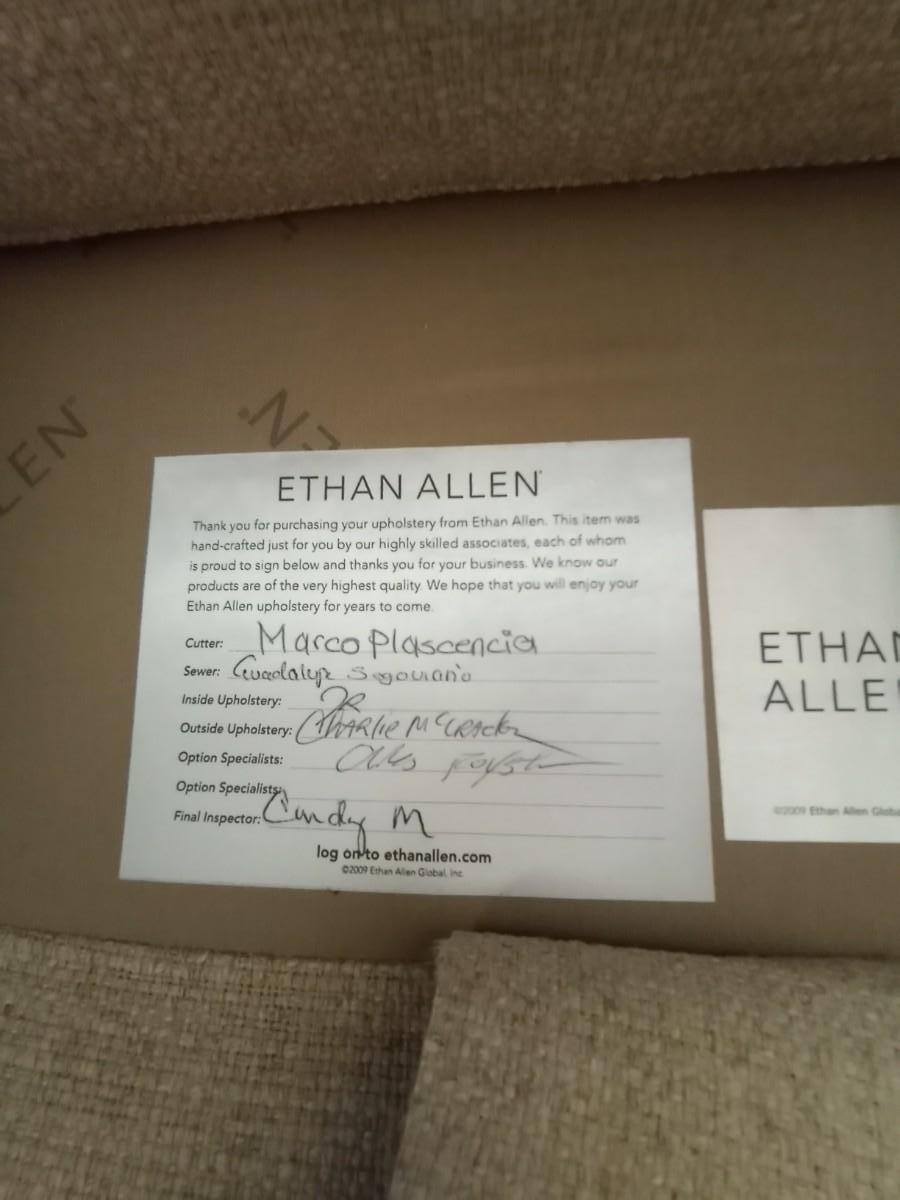 LLEN
EN
ETHAN ALLEN
Thank you for purchasing your upholstery from Ethan Allen. This item was
hand-crafted just for you by our highly skilled associates, each of whom
is proud to sign below and thanks you for your business. We know our
products are of the very highest quality. We hope that you will enjoy your
Ethan Allen upholstery for years to come.
Cutter: Marco Plascencia
Sewer: Guadalupe
Inside Upholstery:
Outside Upholstery: CHARlie McCRACken
Option Specialists:
Option Specialists:
Final Inspector: Cindy M
log on to ethanallen.com
©2009 Ethan Allen Global, Inc.
ETHAN
ALLE
©2009 Ethan Allen Globa